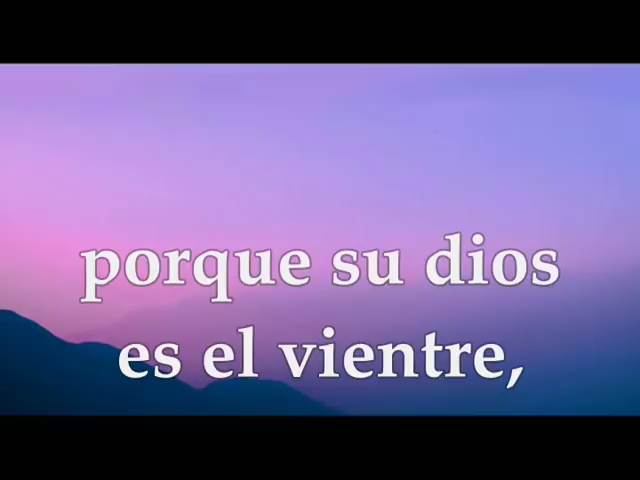 porque su dios
es el vientre,